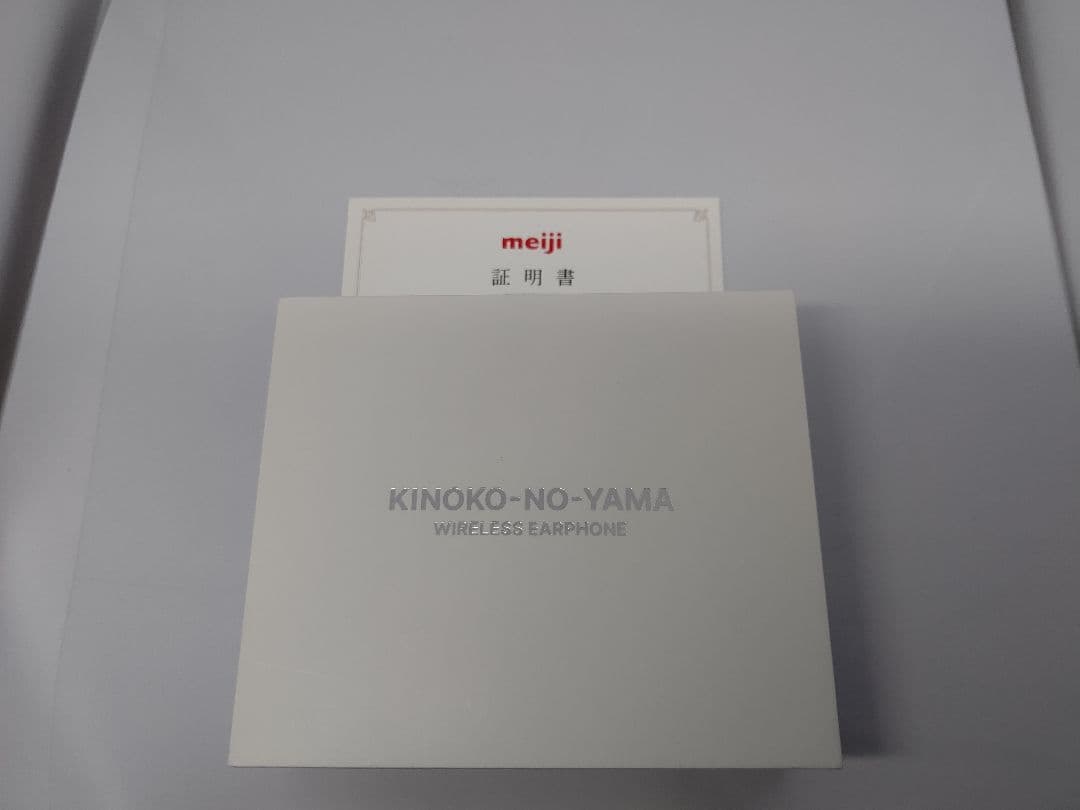 meiji
証明書
KINOKO-NO-YAMA
WIRELESS EARPHONE